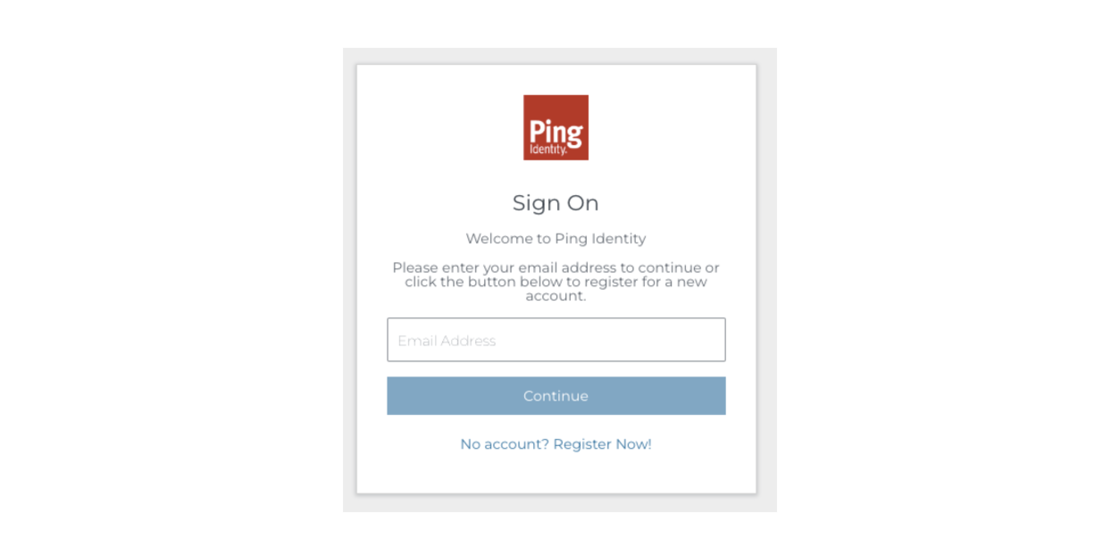 Ping
Identity.
Sign On
Welcome to Ping Identity
Please enter your email address to continue or
click the button below to register for a new
account.
Email Address
Continue
No account? Register Now!